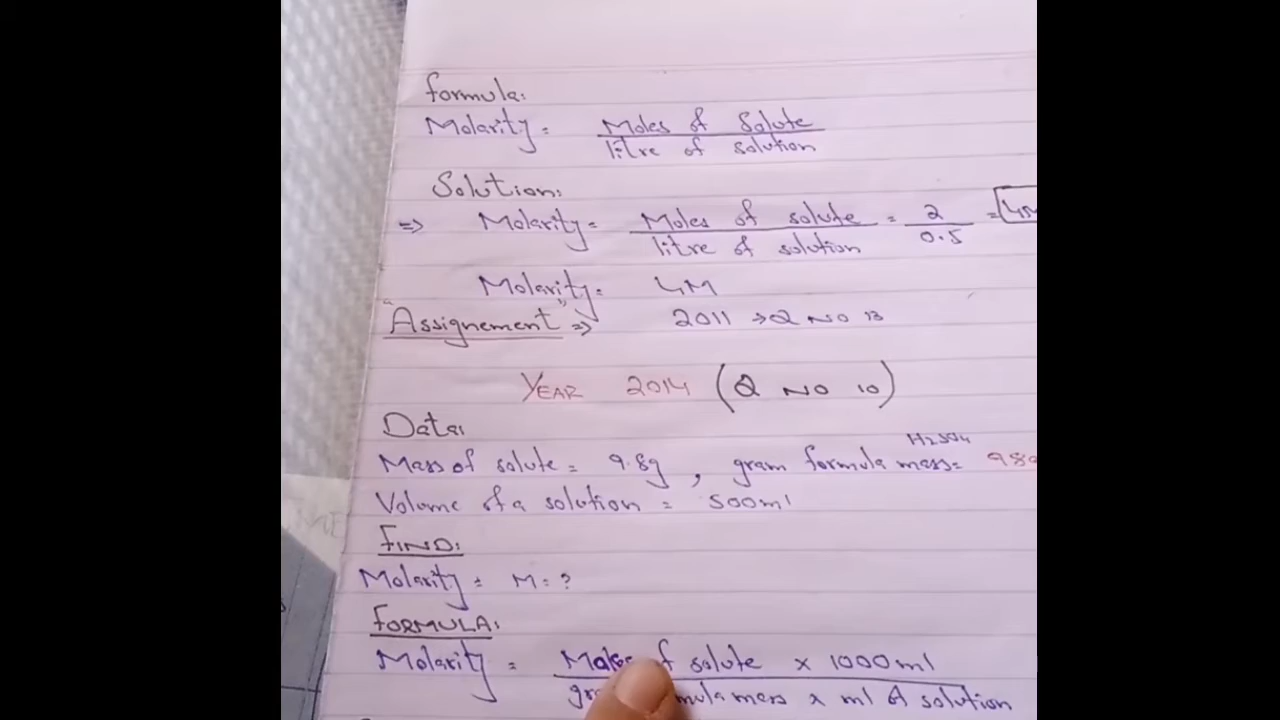 Formula:
Molarity = Moles of Solute / litre of solution
Solution:
=> Molarity = Moles of solute / litre of solution = 2 / 0.5 = 4M
Molarity = 4M
"Assignement" => 2011 → Q NO 13
YEAR 2014 (Q NO 10)
Data:
H2SO4
Mass of solute = 9.8g, gram formula mass = 98g
Volume of a solution = 500ml
FIND:
Molarity = M = ?
FORMULA:
Molarity = of solute x 1000ml / mass x ml of solution